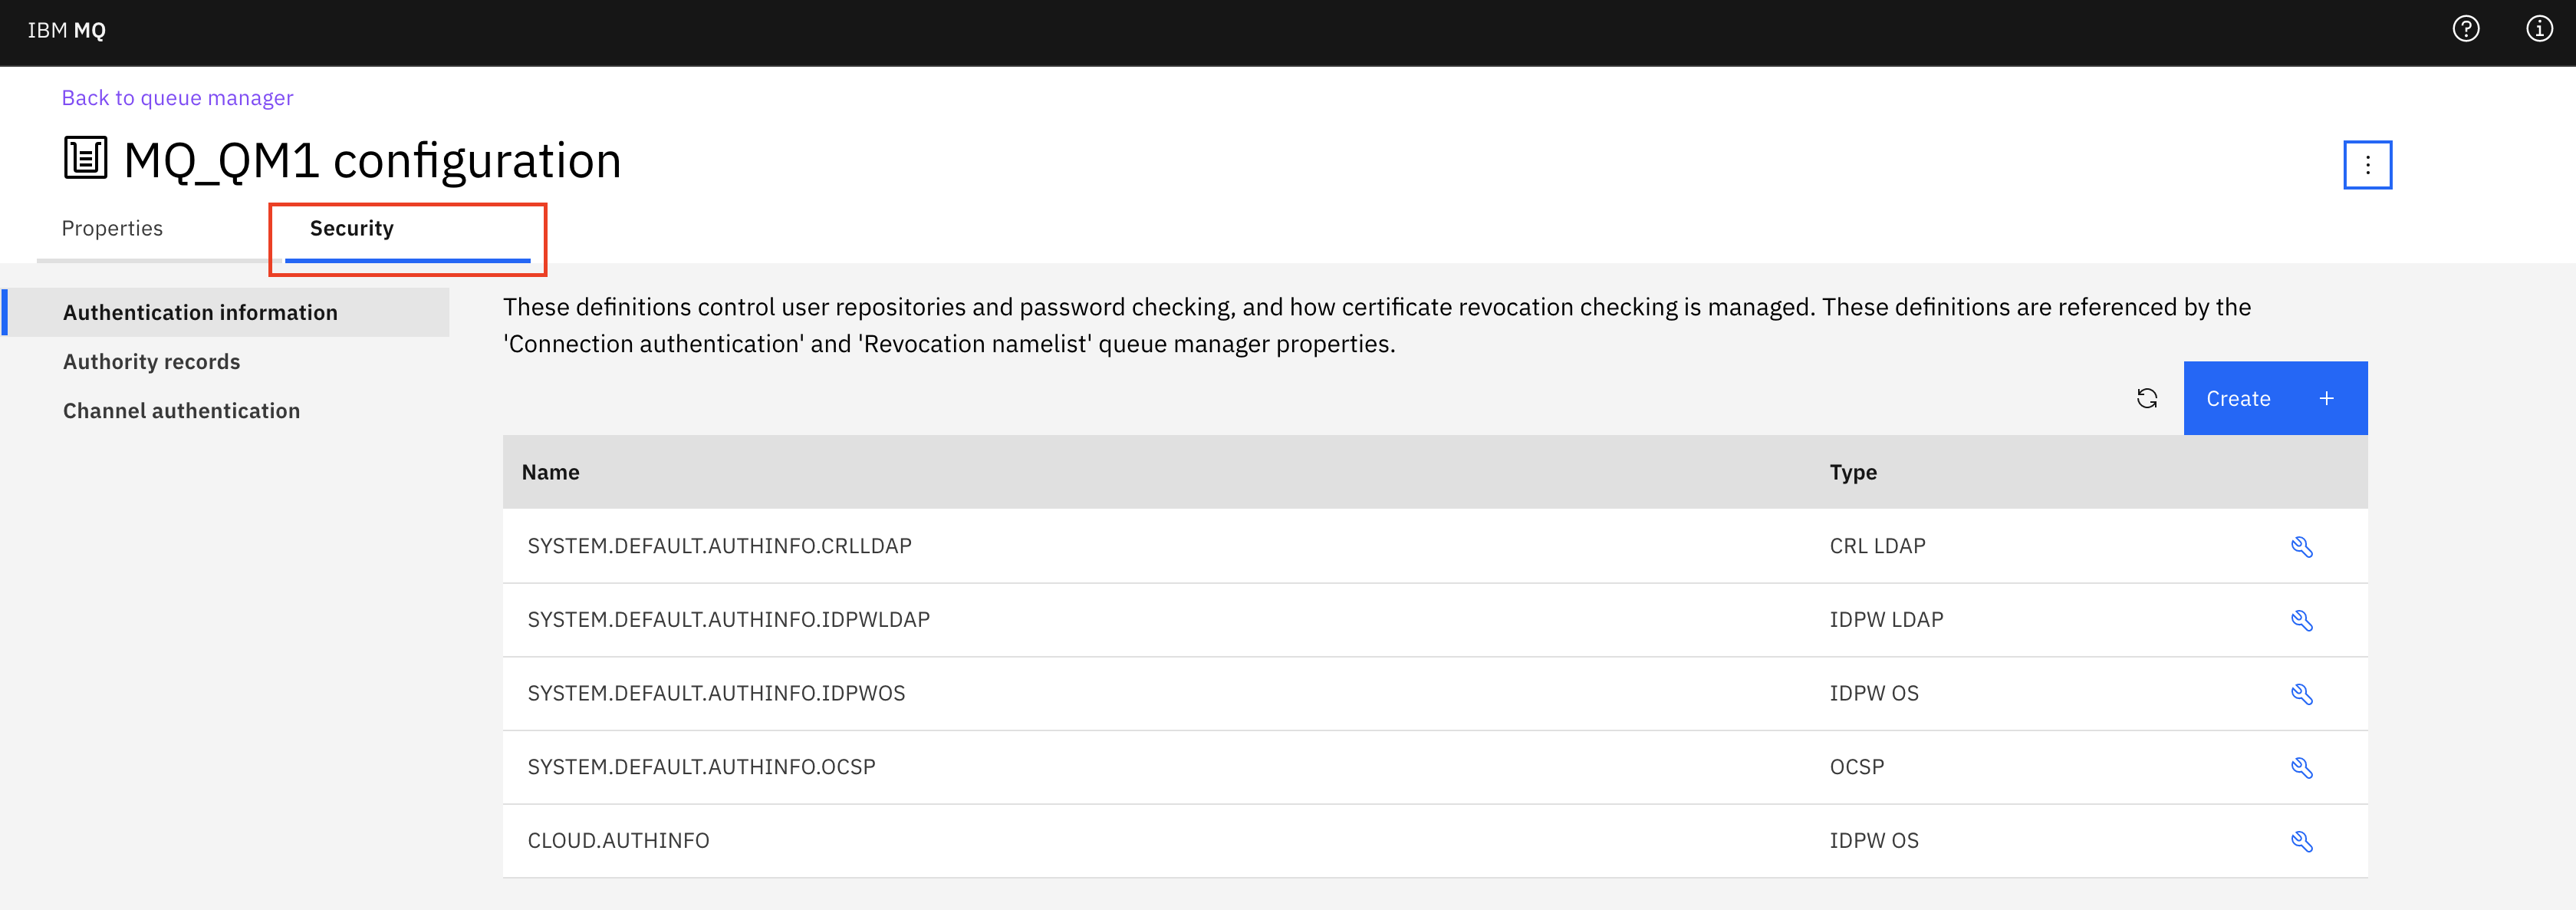 IBM MQ
Back to queue manager
MQ_QM1 configuration
Properties
Security
Authentication information
Authority records
Channel authentication
These definitions control user repositories and password checking, and how certificate revocation checking is managed. These definitions are referenced by the
'Connection authentication' and 'Revocation namelist' queue manager properties.
Create +
Name Type
SYSTEM.DEFAULT.AUTHINFO.CRLLDAP CRL LDAP
SYSTEM.DEFAULT.AUTHINFO.IDPWLDAP IDPW LDAP
SYSTEM.DEFAULT.AUTHINFO.IDPWOS IDPW OS
SYSTEM.DEFAULT.AUTHINFO.OCSP OCSP
CLOUD.AUTHINFO IDPW OS